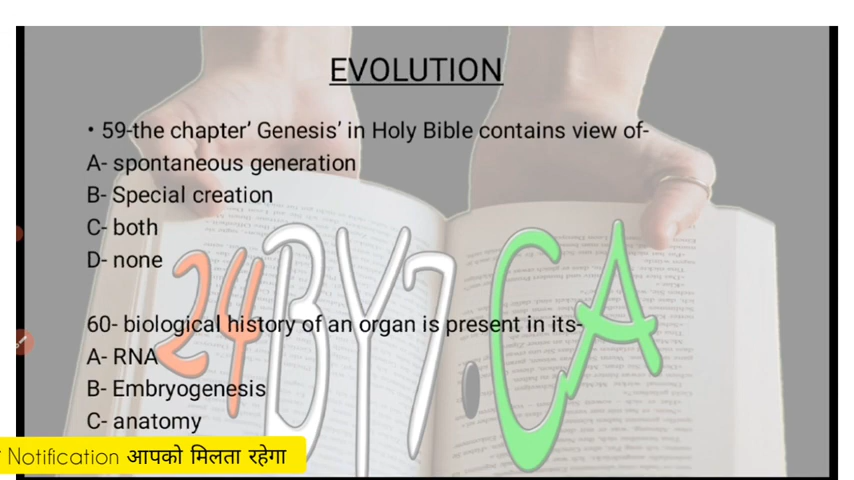 EVOLUTION
• 59-the chapter’ Genesis’ in Holy Bible contains view of-
A- spontaneous generation
B- Special creation
C- both
D- none
60- biological history of an organ is present in its-
A- RNA
B- Embryogenesis
C- anatomy
24BY7.CA
Notification आपको मिलता रहेगा